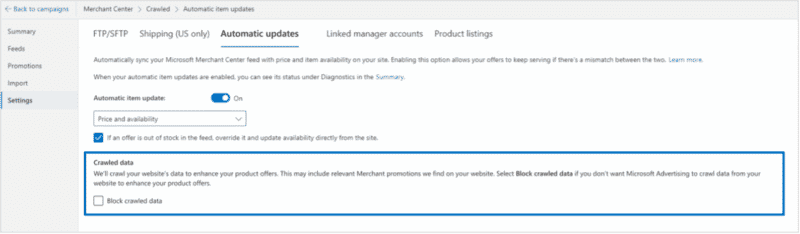 ← Back to campaigns
Merchant Center > Crawled > Automatic item updates
Summary
Feeds
Promotions
Import
Settings
FTP/SFTP Shipping (US only) Automatic updates Linked manager accounts Product listings
Automatically sync your Microsoft Merchant Center feed with price and item availability on your site. Enabling this option allows your offers to keep serving if there's a mismatch between the two. Learn more.
When your automatic item updates are enabled, you can see its status under Diagnostics in the Summary.
Automatic item update: On
Price and availability
If an offer is out of stock in the feed, override it and update availability directly from the site.
Crawled data
We'll crawl your website's data to enhance your product offers. This may include relevant Merchant promotions we find on your website. Select Block crawled data if you don't want Microsoft Advertising to crawl data from your
website to enhance your product offers.
Block crawled data